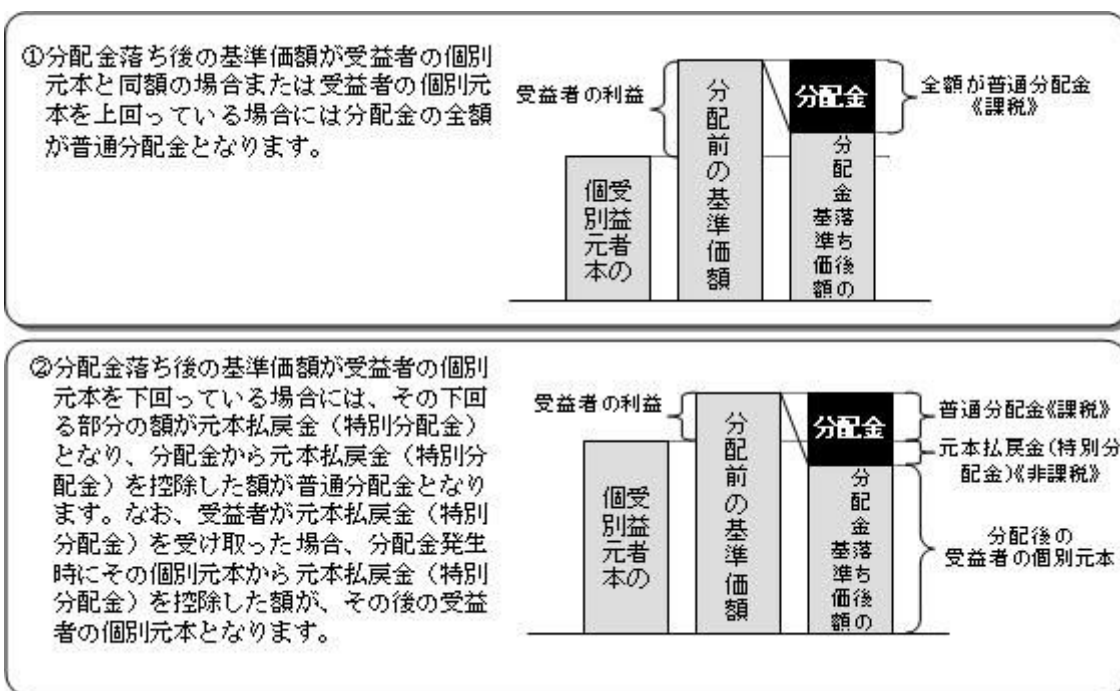 ①分配金落ち後の基準価額が受益者の個別
元本と同額の場合または受益者の個別元
本を上回っている場合には分配金の全額
が普通分配金となります。
受益者の利益
受益者の
個別元本
分配前の基準価額
分配金
分配金落ち後の
基準価額
全額が普通分配金
《課税》
②分配金落ち後の基準価額が受益者の個別
元本を下回っている場合には、その下回
る部分の額が元本払戻金（特別分配金）
となり、分配金から元本払戻金（特別分
配金）を控除した額が普通分配金となり
ます。なお、受益者が元本払戻金（特別
分配金）を受け取った場合、分配金発生
時にその個別元本から元本払戻金（特別
分配金）を控除した額が、その後の受益
者の個別元本となります。
受益者の利益
受益者の
個別元本
分配前の基準価額
分配金
分配金落ち後の
基準価額
普通分配金《課税》
元本払戻金(特別分
配金)《非課税》
分配後の
受益者の個別元本